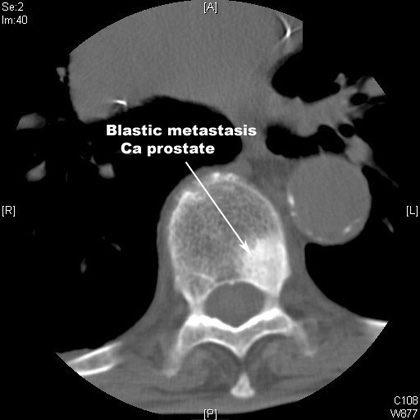 Se:2
Im:40
[A]
Blastic metastasis
Ca prostate
[R]
[L]
C108
W877
[P]